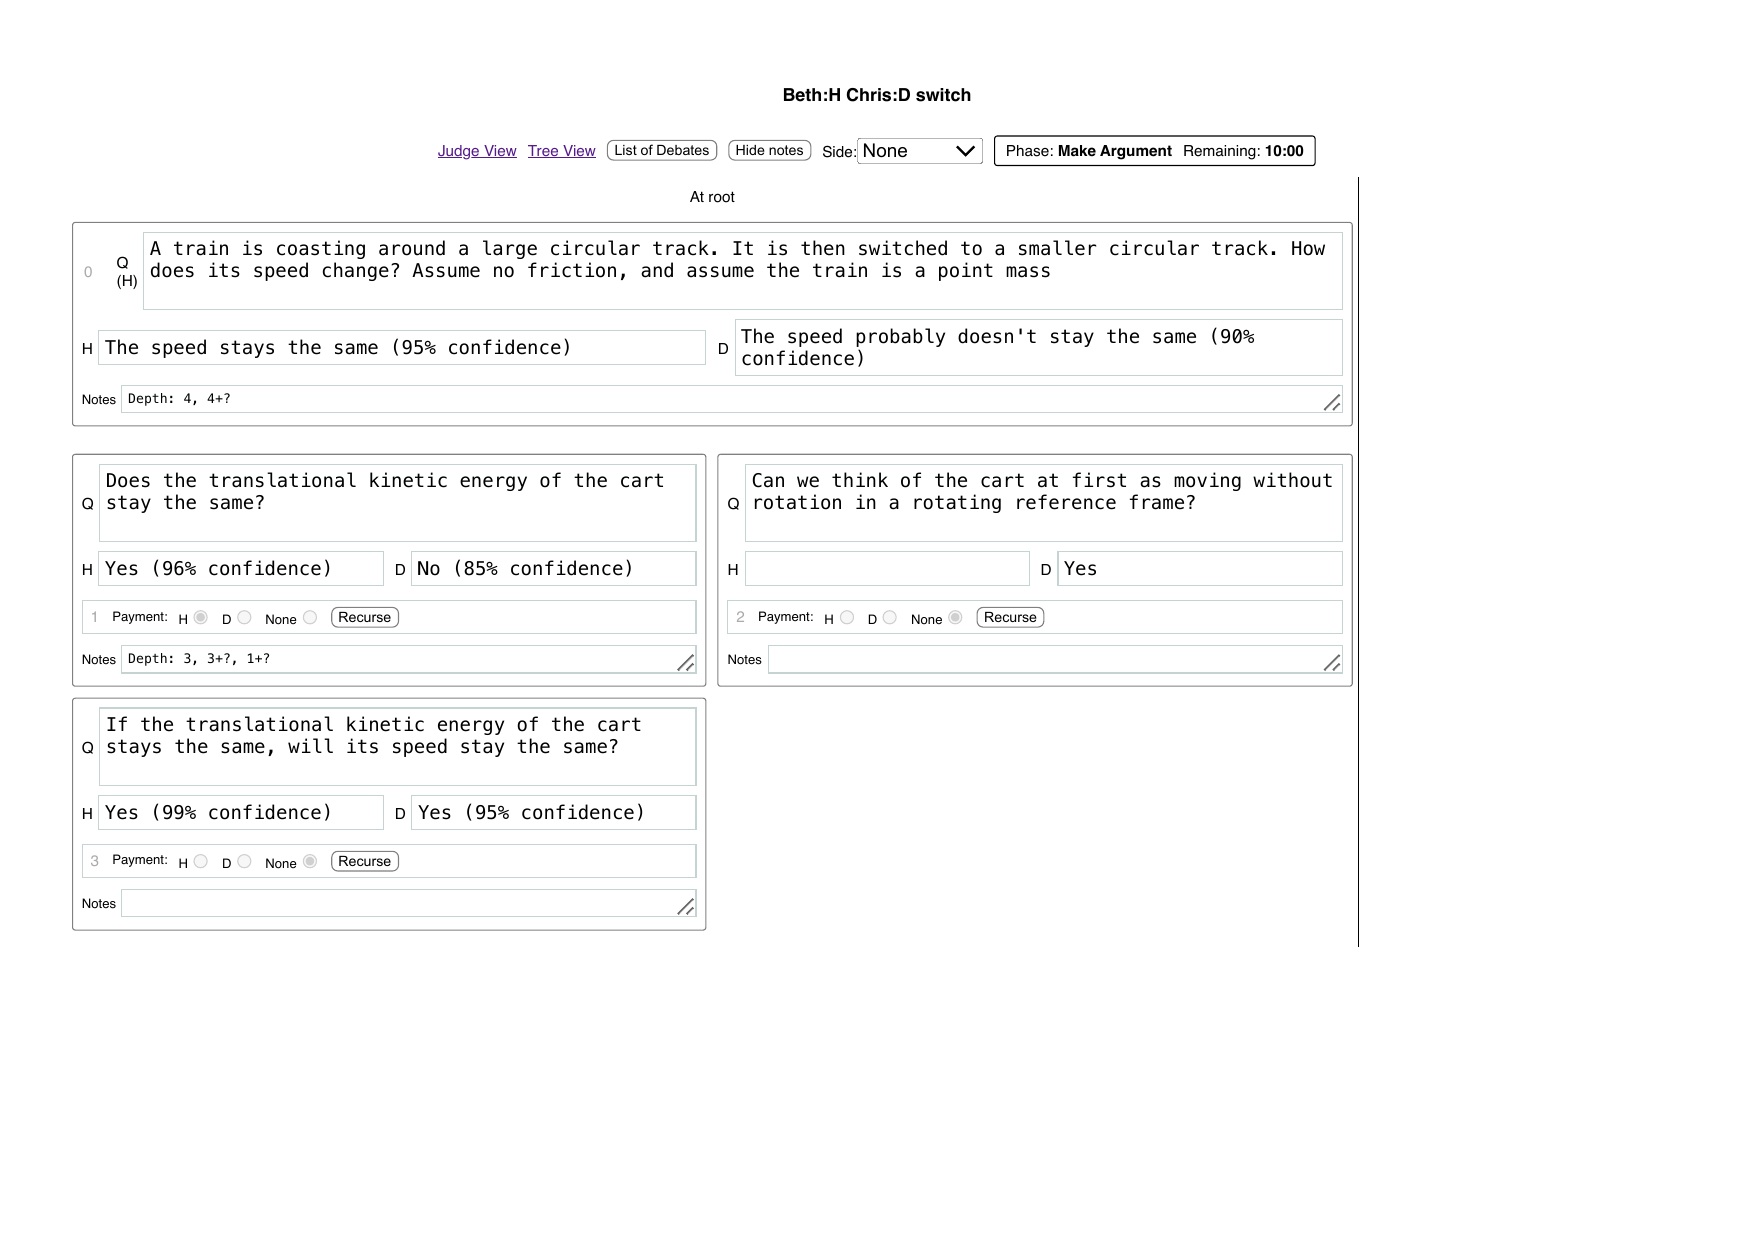 Beth:H Chris:D switch
Judge View Tree View List of Debates Hide notes Side: None Phase: Make Argument Remaining: 10:00
At root
0 Q (H)
A train is coasting around a large circular track. It is then switched to a smaller circular track. How
does its speed change? Assume no friction, and assume the train is a point mass
H The speed stays the same (95% confidence)
D The speed probably doesn't stay the same (90%
confidence)
Notes Depth: 4, 4+?
Q Does the translational kinetic energy of the cart
stay the same?
H Yes (96% confidence) D No (85% confidence)
1 Payment: H D None Recurse
Notes Depth: 3, 3+?, 1+?
Q Can we think of the cart at first as moving without
rotation in a rotating reference frame?
H D Yes
2 Payment: H D None Recurse
Notes
Q If the translational kinetic energy of the cart
stays the same, will its speed stay the same?
H Yes (99% confidence) D Yes (95% confidence)
3 Payment: H D None Recurse
Notes